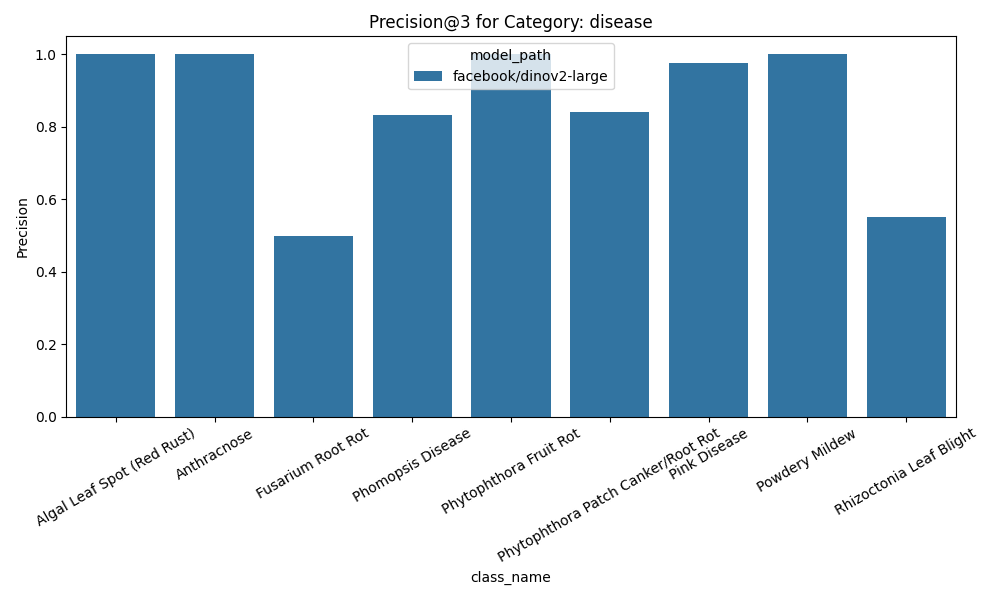 Precision@3 for Category: disease
model_path
facebook/dinov2-large
Precision
1.0
0.8
0.6
0.4
0.2
0.0
Algal Leaf Spot (Red Rust)
Anthracnose
Fusarium Root Rot
Phomopsis Disease
Phytophthora Fruit Rot
Phytophthora Patch Canker/Root Rot
Pink Disease
Powdery Mildew
Rhizoctonia Leaf Blight
class_name